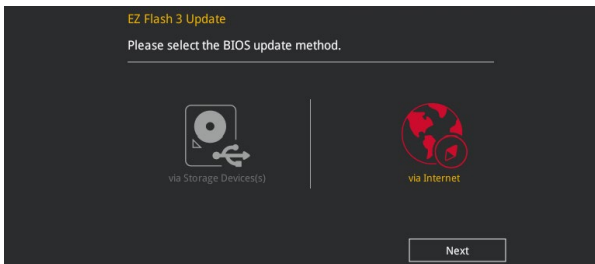 EZ Flash 3 Update
Please select the BIOS update method.
via Storage Devices(s)
via Internet
Next